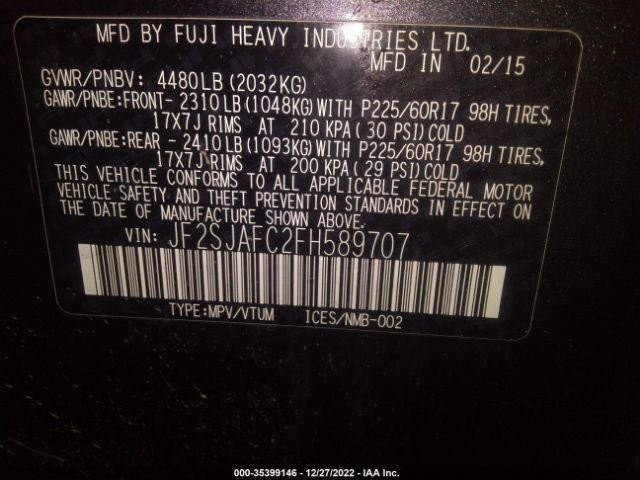 MFD BY FUJI HEAVY INDUSTRIES LTD.
MFD IN 02/15
GVWR/PNBV: 4480LB (2032KG)
GAWR/PNBE:FRONT- 2310LB (1048KG)WITH P225/60R17 98H TIRES,
17X7J RIMS AT 210 KPA (30 PSI) COLD
GAWR/PNBE:REAR - 2410LB (1093KG)WITH P225/60R17 98H TIRES,
17X7J RIMS AT 200 KPA (29 PSI) COLD
THIS VEHICLE CONFORMS TO ALL APPLICABLE FEDERAL MOTOR
VEHICLE SAFETY AND THEFT PREVENTION STANDARDS IN EFFECT ON
THE DATE OF MANUFACTURE SHOWN ABOVE.
VIN: JF2SJAFC2FH589707
TYPE:MPV/VTUM ICES/NMB-002
000-35399146 - 12/27/2022 - IAA Inc.